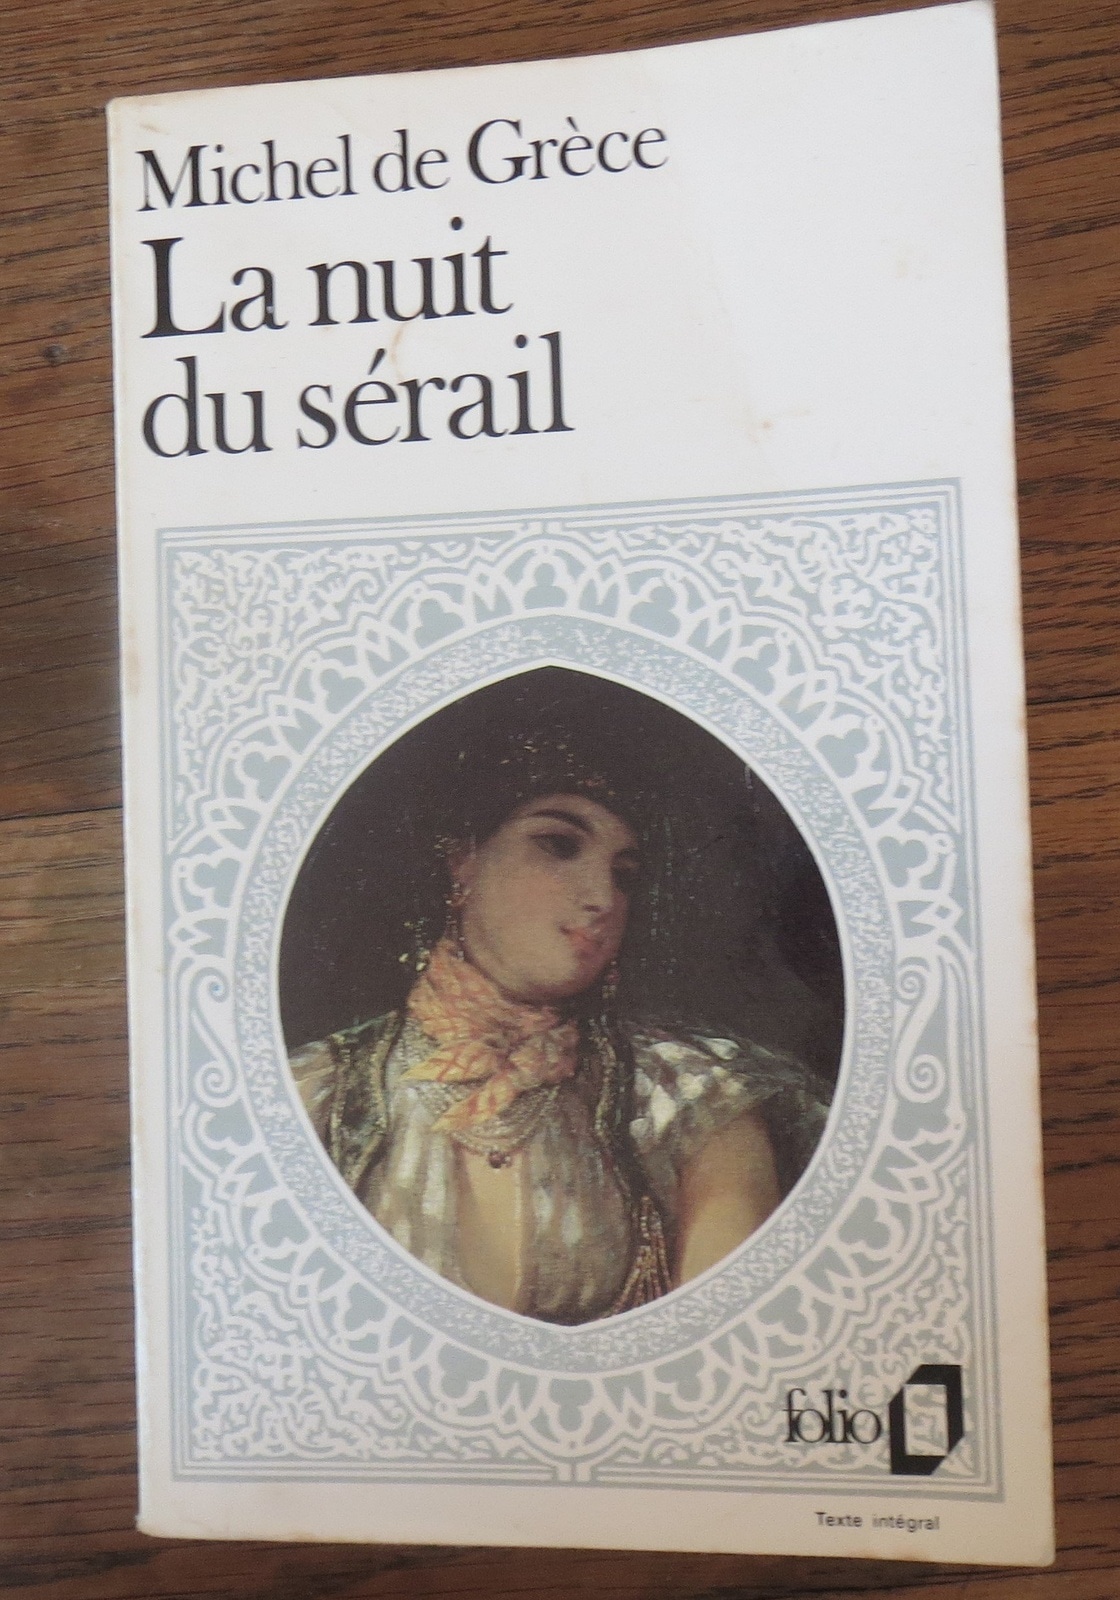 Michel de Grèce
La nuit
du sérail
folio
Texte intégral